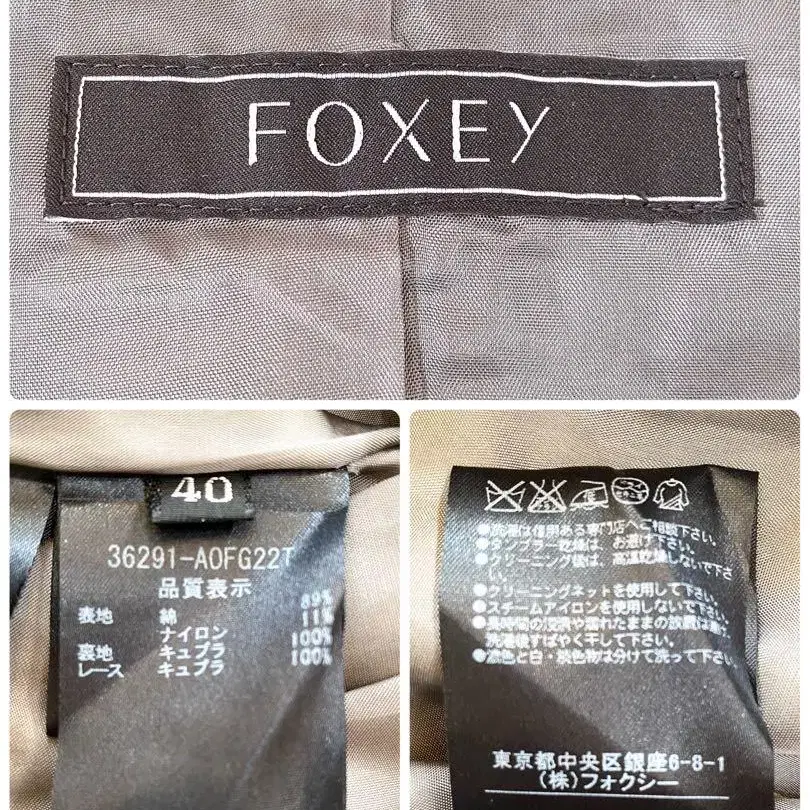 FOXEY
40
36291-AOFG22T
品質表示
表地 綿 89%
ナイロン 11%
裏地 キュプラ 100%
レース キュプラ 100%
●洗濯は信用ある専門店へご相談下さい。
●タンブラー乾燥は、お避け下さい。
●クリーニング後は、高温乾燥しないで下さい。
●クリーニングネットを使用して下さい。
●スチームアイロンを使用しないで下さい。
●長時間の浸漬や濡れたままの放置は避け
洗濯後すばやく干して下さい。
●濃色と白・淡色物は分けて洗って下さい。
東京都中央区銀座6-8-1
(株)フォクシー